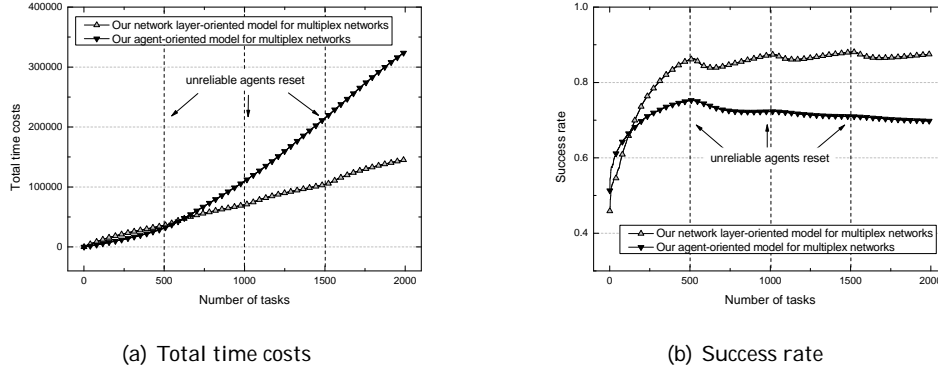 Our network layer-oriented model for multiplex networks
Our agent-oriented model for multiplex networks
unreliable agents reset
Total time costs
400000
300000
200000
100000
0
0 500 1000 1500 2000
Number of tasks
(a) Total time costs
unreliable agents reset
Our network layer-oriented model for multiplex networks
Our agent-oriented model for multiplex networks
Success rate
1.0
0.8
0.6
0.4
0 500 1000 1500 2000
Number of tasks
(b) Success rate